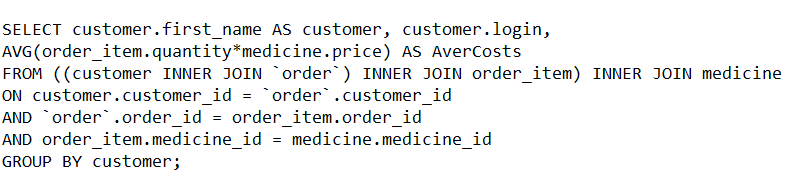 SELECT customer.first_name AS customer, customer.login,
AVG(order_item.quantity*medicine.price) AS AverCosts
FROM ((customer INNER JOIN `order`) INNER JOIN order_item) INNER JOIN medicine
ON customer.customer_id = `order`.customer_id
AND `order`.order_id = order_item.order_id
AND order_item.medicine_id = medicine.medicine_id
GROUP BY customer;